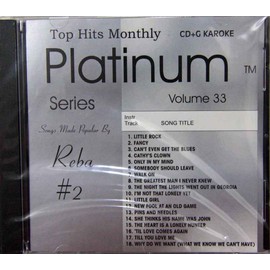 Top Hits Monthly
CD+G KAROKE
Platinum TM
Series
Volume 33
Songs Made Popular By
Reba
#2
Instr
Track SONG TITLE
1. LITTLE ROCK
2. FANCY
3. CAN'T EVEN GET THE BLUES
4. CATHY'S CLOWN
5. ONLY IN MY MIND
6. SOMEBODY SHOULD LEAVE
7. WALK ON
8. THE GREATEST MAN I NEVER KNEW
9. THE NIGHT THE LIGHTS WENT OUT IN GEORGIA
10. I'M NOT THAT LONELY YET
11. LITTLE GIRL
12. NEW FOOL AT AN OLD GAME
13. PINS AND NEEDLES
14. SHE THINKS HIS NAME WAS JOHN
15. THE HEART IS A LONELY HUNTER
16. TILL LOVE COMES AGAIN
17. TILL YOU LOVE ME
18. WHY DO WE WANT (WHAT WE KNOW WE CAN'T HAVE)